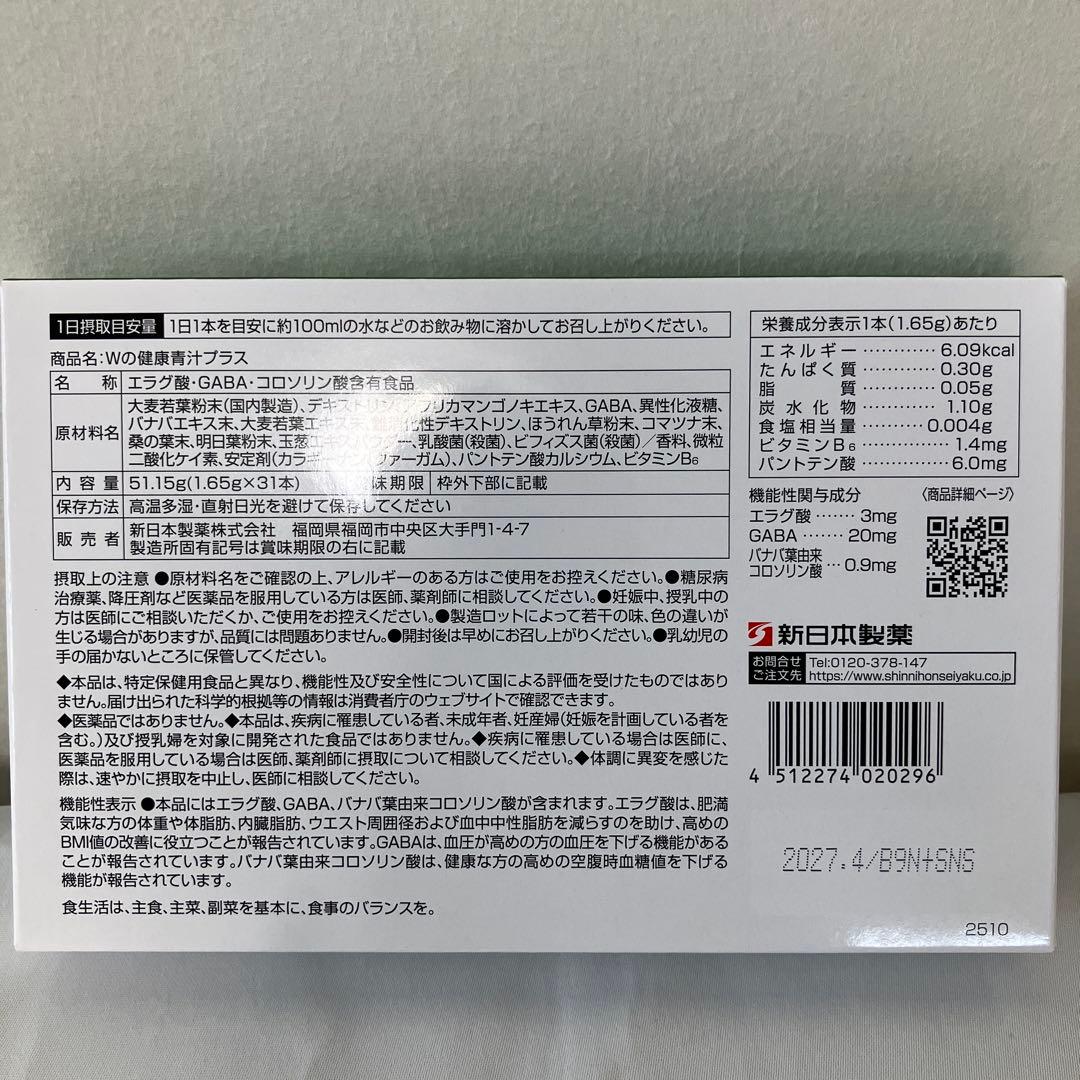 1日摂取目安量 1日1本を目安に約100mlの水などのお飲み物に溶かしてお召し上がりください。
商品名:Wの健康青汁プラス
名 称 エラグ酸・GABA・コロソリン酸含有食品
原材料名 大麦若葉粉末(国内製造)、デキストリン、アフリカマンゴノキエキス、GABA、異性化液糖、
バナバエキス末、大麦若葉エキス末、難消化性デキストリン、ほうれん草粉末、コマツナ末、
桑の葉末、明日葉粉末、玉葱エキスパウダー、乳酸菌(殺菌)、ビフィズス菌(殺菌)/香料、微粒
二酸化ケイ素、安定剤(カラギーナン、ファーガム)、パントテン酸カルシウム、ビタミンB6
内 容 量 51.15g(1.65g×31本) 賞味期限 枠外下部に記載
保存方法 高温多湿・直射日光を避けて保存してください
販 売 者 新日本製薬株式会社 福岡県福岡市中央区大手門1-4-7
製造所固有記号は賞味期限の右に記載
摂取上の注意 ●原材料名をご確認の上、アレルギーのある方はご使用をお控えください。●糖尿病
治療薬、降圧剤など医薬品を服用している方は医師、薬剤師に相談してください。●妊娠中、授乳中の
方は医師にご相談いただくか、ご使用をお控えください。●製造ロットによって若干の味、色の違いが
生じる場合がありますが、品質には問題ありません。●開封後は早めにお召し上がりください。●乳幼児の
手の届かないところに保管してください。
◆本品は、特定保健用食品と異なり、機能性及び安全性について国による評価を受けたものではあり
ません。届け出られた科学的根拠等の情報は消費者庁のウェブサイトで確認できます。
◆医薬品ではありません。◆本品は、疾病に罹患している者、未成年者、妊産婦(妊娠を計画している者を
含む。)及び授乳婦を対象に開発された食品ではありません。◆疾病に罹患している場合は医師に、
医薬品を服用している場合は医師、薬剤師に摂取について相談してください。◆体調に異変を感じた
際は、速やかに摂取を中止し、医師に相談してください。
機能性表示 ●本品にはエラグ酸、GABA、バナバ葉由来コロソリン酸が含まれます。エラグ酸は、肥満
気味な方の体重や体脂肪、内臓脂肪、ウエスト周囲径および血中中性脂肪を減らすのを助け、高めの
BMI値の改善に役立つことが報告されています。GABAは、血圧が高めの方の血圧を下げる機能がある
ことが報告されています。バナバ葉由来コロソリン酸は、健康な方の高めの空腹時血糖値を下げる
機能が報告されています。
食生活は、主食、主菜、副菜を基本に、食事のバランスを。
栄養成分表示1本(1.65g)あたり
エネルギー ………… 6.09kcal
たんぱく質 ………… 0.30g
脂 質 ………… 0.05g
炭水化物 ………… 1.10g
食塩相当量 ………… 0.004g
ビタミンB6 ………… 1.4mg
パントテン酸 ………… 6.0mg
機能性関与成分
エラグ酸 …… 3mg
GABA …… 20mg
バナバ葉由来
コロソリン酸 … 0.9mg
〈商品詳細ページ〉
新日本製薬
お問合せ
ご注文先
Tel:0120-378-147
https://www.shinnihonseiyaku.co.jp
4 512274 020296
2027.4/B9N+SNS
2510